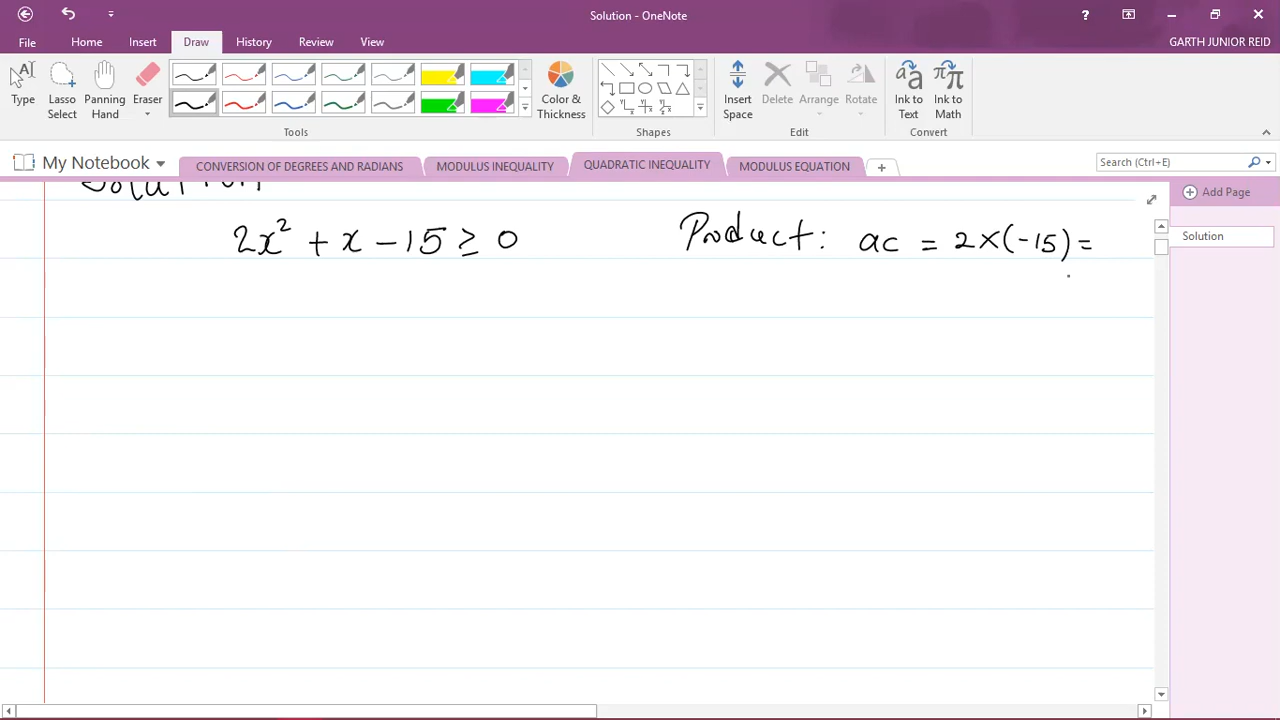 Solution - OneNote
?
File Home Insert Draw History Review View GARTH JUNIOR REID
Type Lasso Select Panning Hand Eraser Color & Thickness Insert Space Delete Arrange Rotate Ink to Text Ink to Math
Tools Shapes Edit Convert
My Notebook CONVERSION OF DEGREES AND RADIANS MODULUS INEQUALITY QUADRATIC INEQUALITY MODULUS EQUATION + Search (Ctrl+E)
Add Page
Solution
Solution
2x² + x - 15 ≥ 0 Product: ac = 2×(-15)=